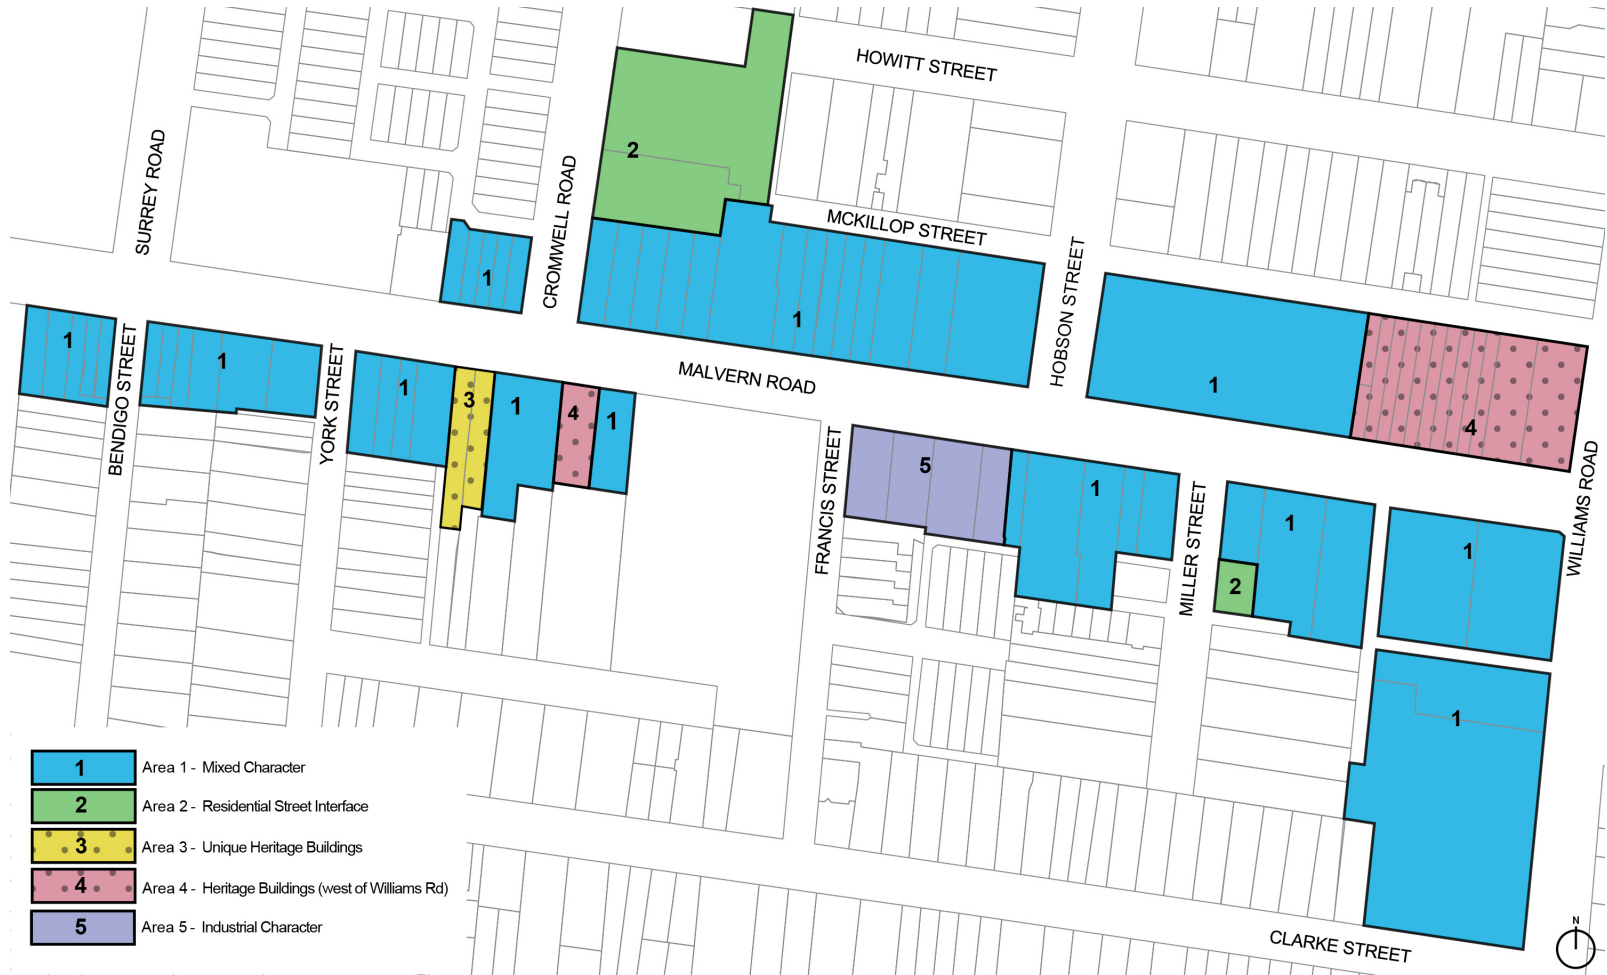 HOWITT STREET
SURREY ROAD
CROMWELL ROAD
2
MCKILLOP STREET
HOBSON STREET
1
1
1
4
MALVERN ROAD
1
BENDIGO STREET
1
YORK STREET
1
3
1
4
1
FRANCIS STREET
5
1
MILLER STREET
1
2
1
WILLIAMS ROAD
1
CLARKE STREET
N
1 Area 1 - Mixed Character
2 Area 2 - Residential Street Interface
3 Area 3 - Unique Heritage Buildings
4 Area 4 - Heritage Buildings (west of Williams Rd)
5 Area 5 - Industrial Character